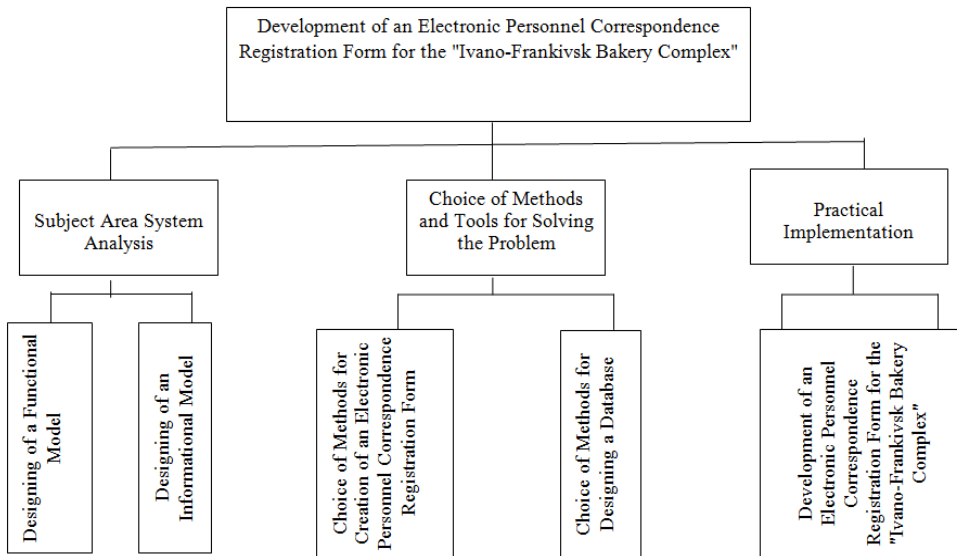 Development of an Electronic Personnel Correspondence
Registration Form for the "Ivano-Frankivsk Bakery Complex"
Subject Area System
Analysis
Choice of Methods
and Tools for Solving
the Problem
Practical
Implementation
Designing of a Functional
Model
Designing of an
Informational Model
Choice of Methods for
Creation of an Electronic
Personnel Correspondence
Registration Form
Choice of Methods for
Designing a Database
Development of an
Electronic Personnel
Correspondence
Registration Form for the
"Ivano-Frankivsk Bakery
Complex"